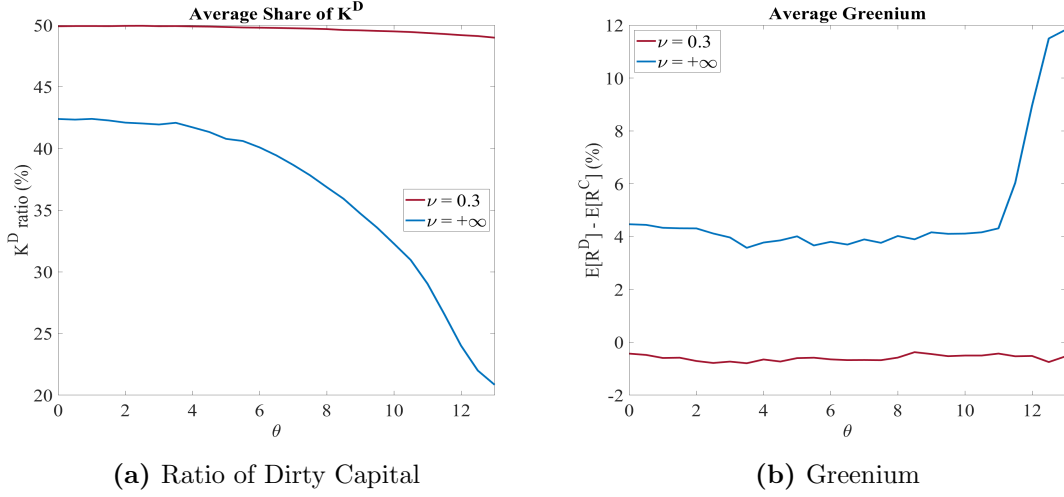 Average Share of K^D
50
45
40
35
30
25
20
K^D ratio (%)
0 2 4 6 8 10 12
θ
ν = 0.3
ν = +∞
(a) Ratio of Dirty Capital
Average Greenium
12
10
8
6
4
2
0
-2
E[R^D] - E[R^C] (%)
0 2 4 6 8 10 12
θ
ν = 0.3
ν = +∞
(b) Greenium